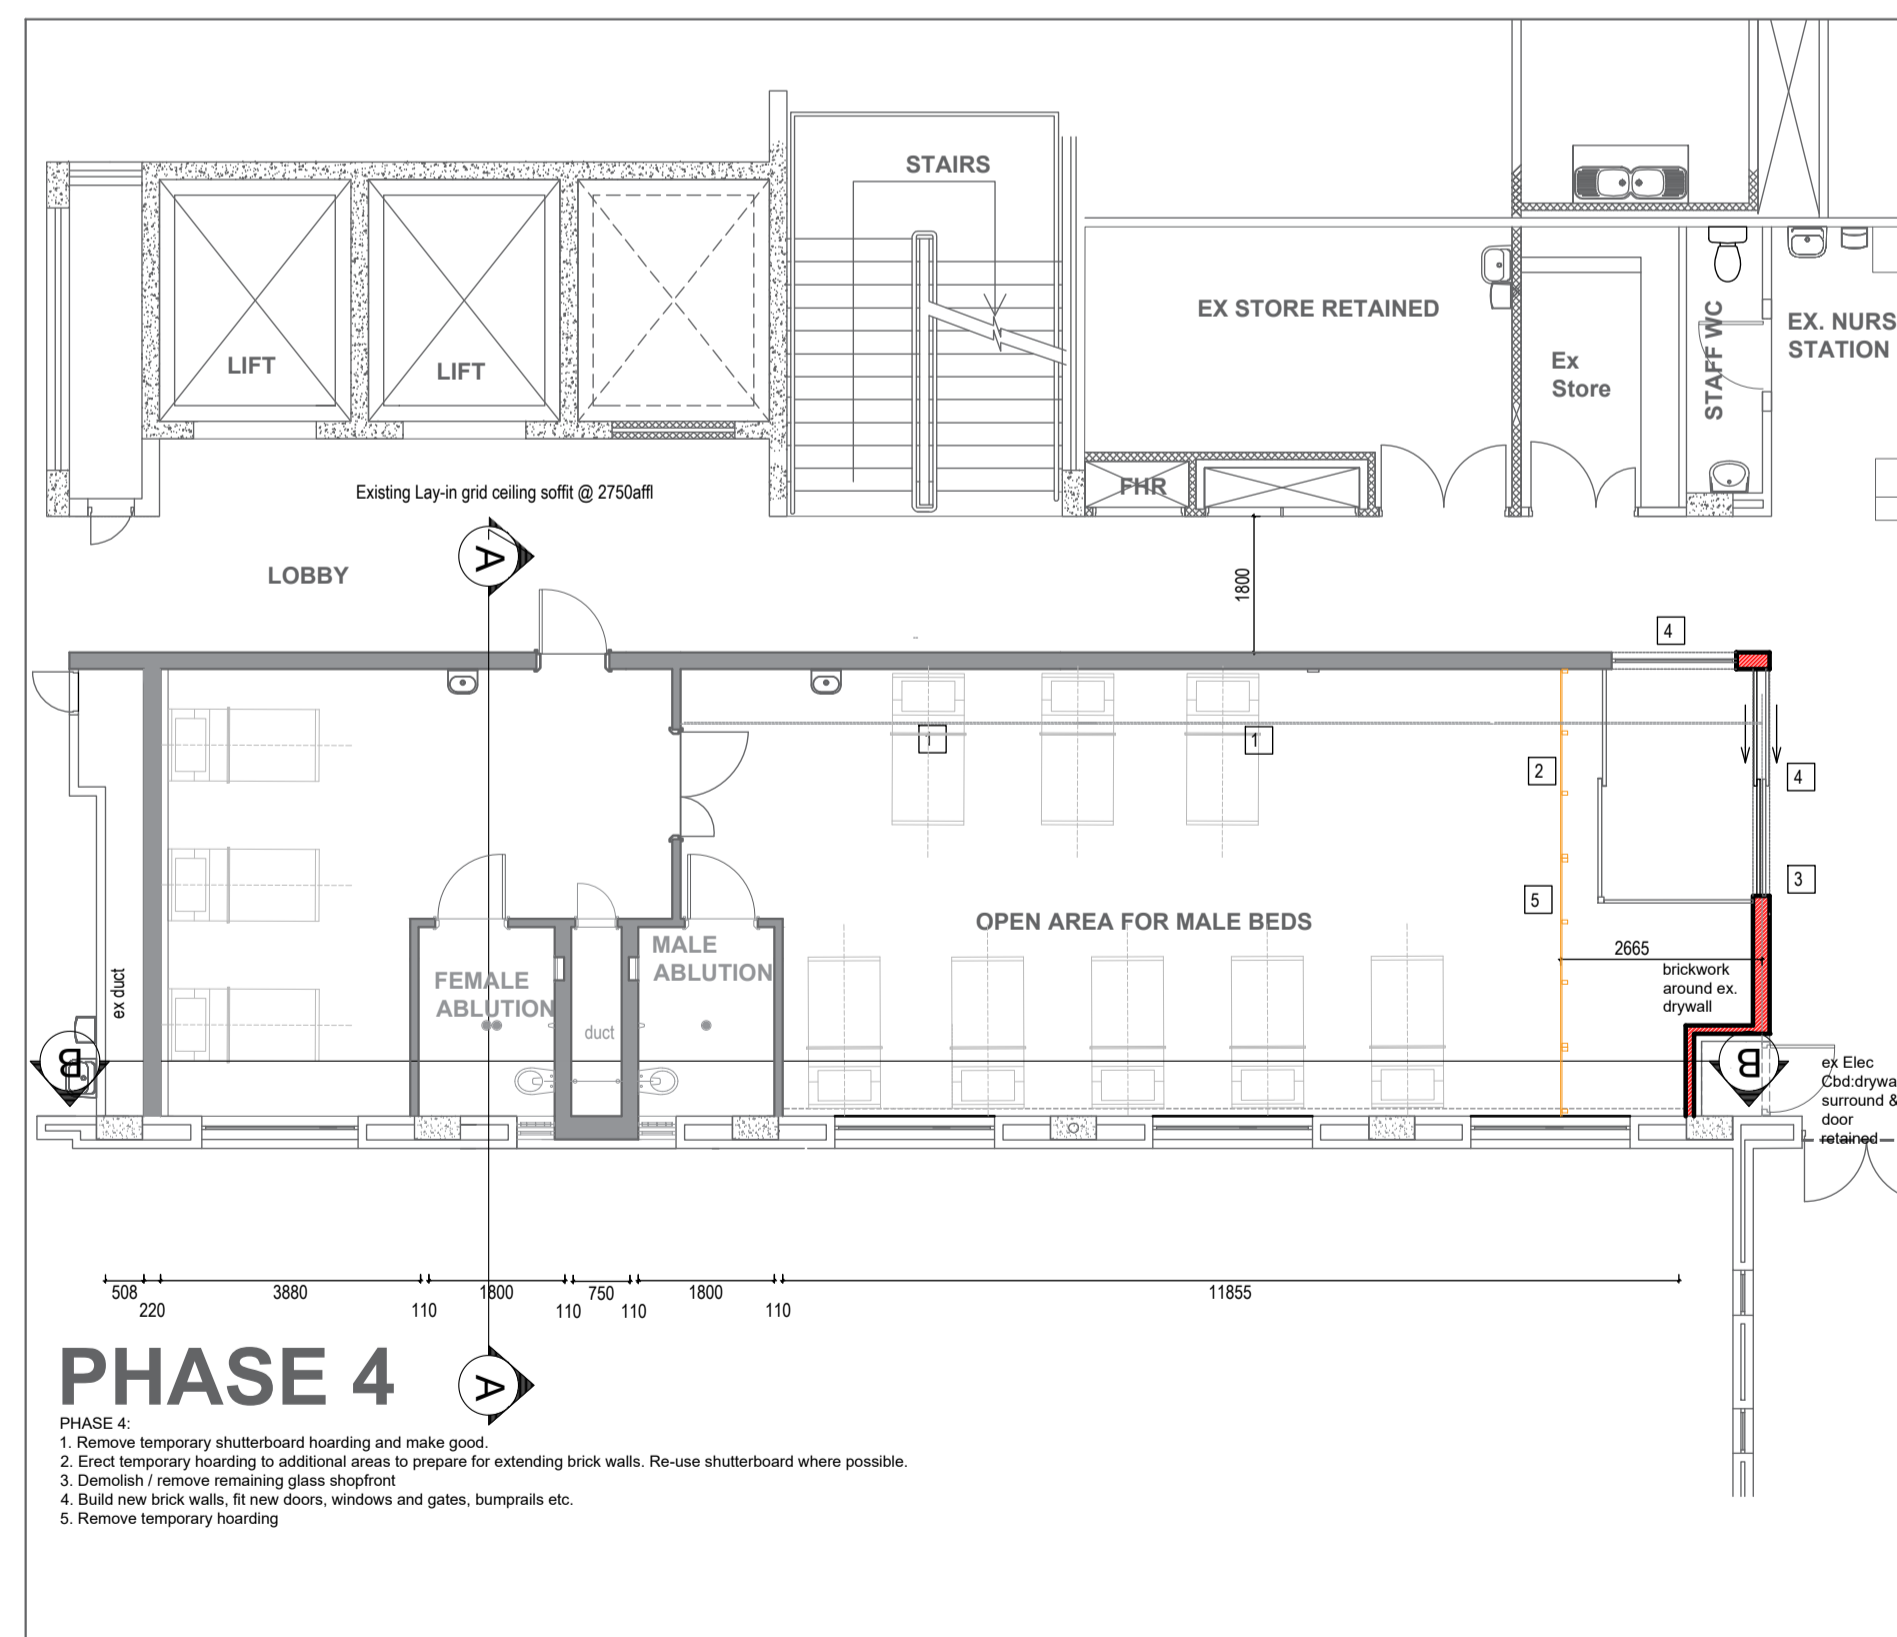 STAIRS
EX STORE RETAINED
EX. NURS
STATION
STAFF WC
Ex
Store
LIFT
LIFT
FHR
Existing Lay-in grid ceiling soffit @ 2750affl
A
LOBBY
1800
4
1
1
2
4
3
5
OPEN AREA FOR MALE BEDS
2665
brickwork
around ex.
drywall
MALE
ABLUTION
FEMALE
ABLUTION
ex duct
duct
B
B
ex Elec
Cbd:drywa
surround &
door
retained
508
220
3880
110
1800
110
750
110
1800
110
11855
PHASE 4
A
PHASE 4:
1. Remove temporary shutterboard hoarding and make good.
2. Erect temporary hoarding to additional areas to prepare for extending brick walls. Re-use shutterboard where possible.
3. Demolish / remove remaining glass shopfront
4. Build new brick walls, fit new doors, windows and gates, bumprails etc.
5. Remove temporary hoarding